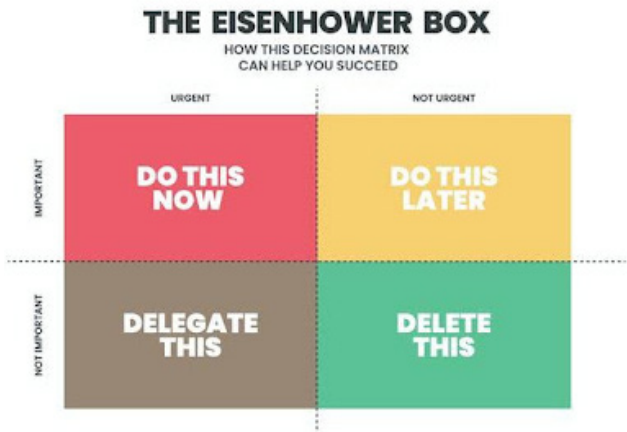 THE EISENHOWER BOX
HOW THIS DECISION MATRIX
CAN HELP YOU SUCCEED
URGENT
NOT URGENT
IMPORTANT
DO THIS
NOW
DO THIS
LATER
NOT IMPORTANT
DELEGATE
THIS
DELETE
THIS